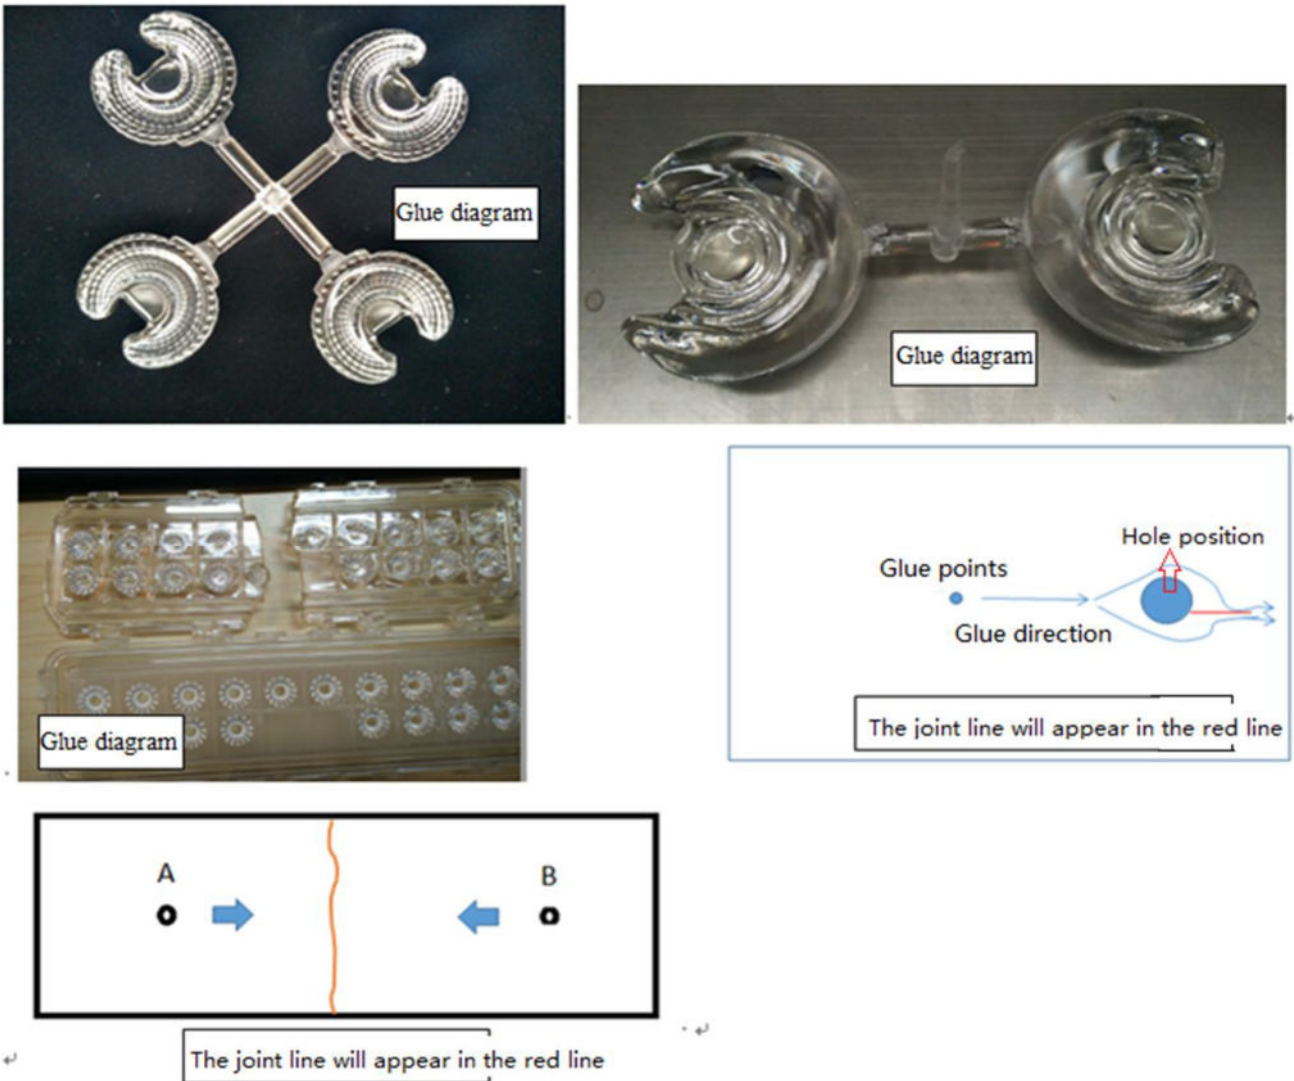 Glue diagram
Glue diagram
Glue diagram
Hole position
Glue points
Glue direction
The joint line will appear in the red line
A
B
The joint line will appear in the red line